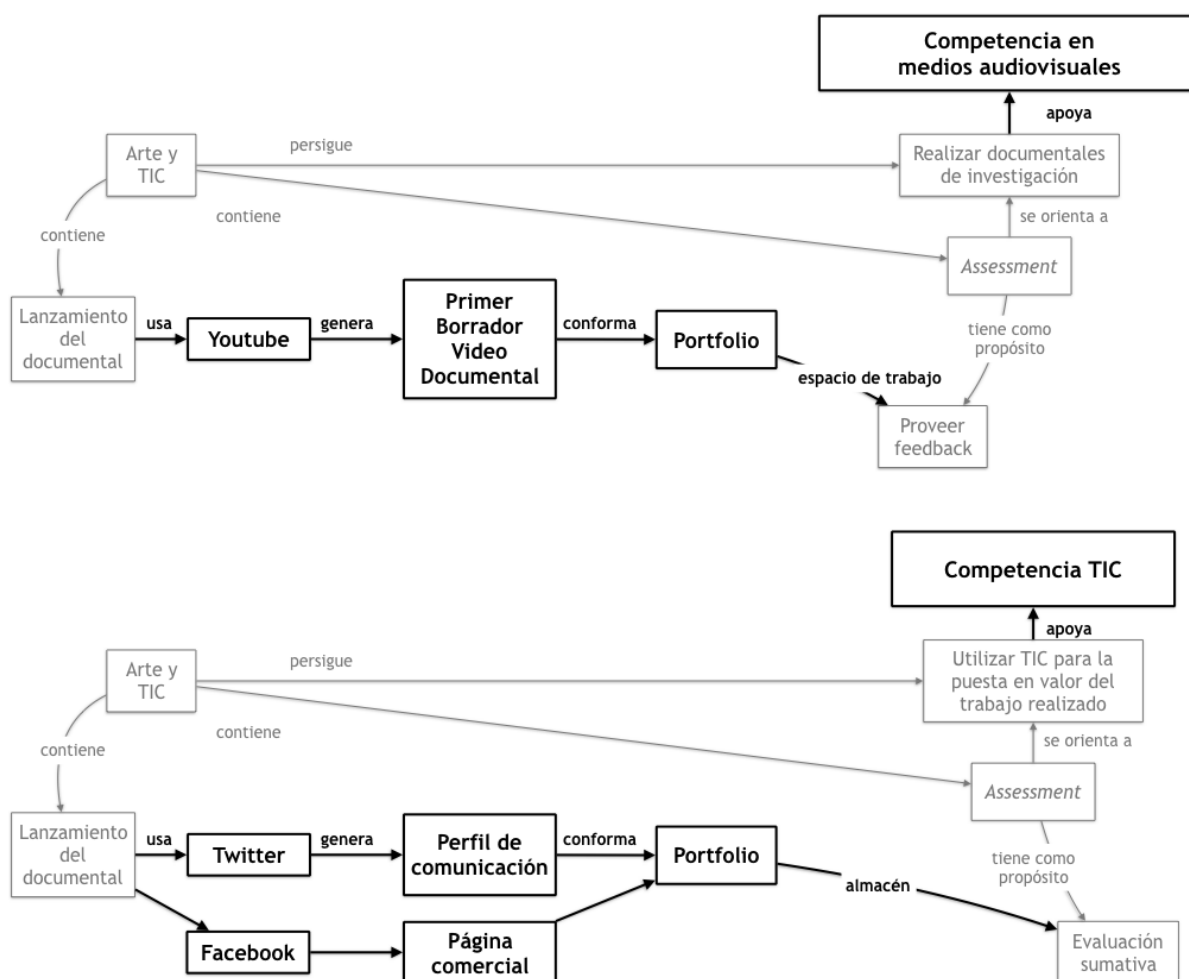 Competencia en
medios audiovisuales
apoya
Arte y
TIC
persigue
Realizar documentales
de investigación
contiene
se orienta a
contiene
Assessment
Lanzamiento
del
documental
usa
Youtube
genera
Primer
Borrador
Video
Documental
conforma
Portfolio
tiene como
propósito
espacio de trabajo
Proveer
feedback
Competencia TIC
apoya
Arte y
TIC
persigue
Utilizar TIC para la
puesta en valor del
trabajo realizado
contiene
se orienta a
contiene
Assessment
Lanzamiento
del
documental
usa
Twitter
genera
Perfil de
comunicación
conforma
Portfolio
tiene como
propósito
almacén
Facebook
Página
comercial
Evaluación
sumativa